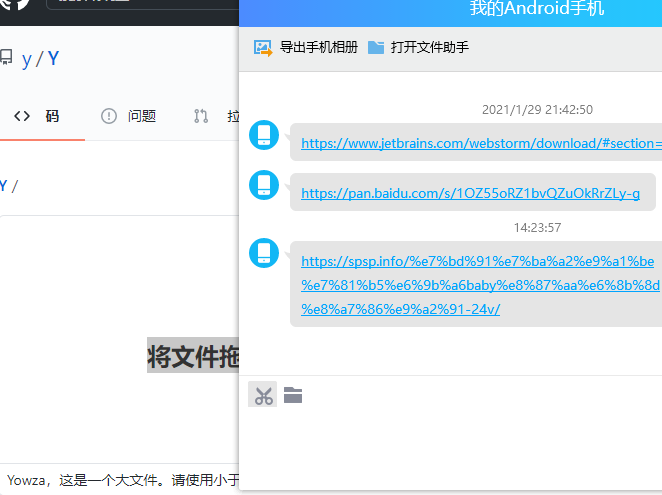 我的Android手机
导出手机相册 打开文件助手
y / Y
码 问题 拉
Y /
2021/1/29 21:42:50
https://www.jetbrains.com/webstorm/download/#section=
https://pan.baidu.com/s/1OZ55oRZ1bvQZuOkRrZLy-g
14:23:57
https://spsp.info/%e7%bd%91%e7%ba%a2%e9%a1%be
%e7%81%b5%e6%9b%a6baby%e8%87%aa%e6%8b%8d
%e8%a7%86%e9%a2%91-24v/
将文件拖
Yowza，这是一个大文件。请使用小于